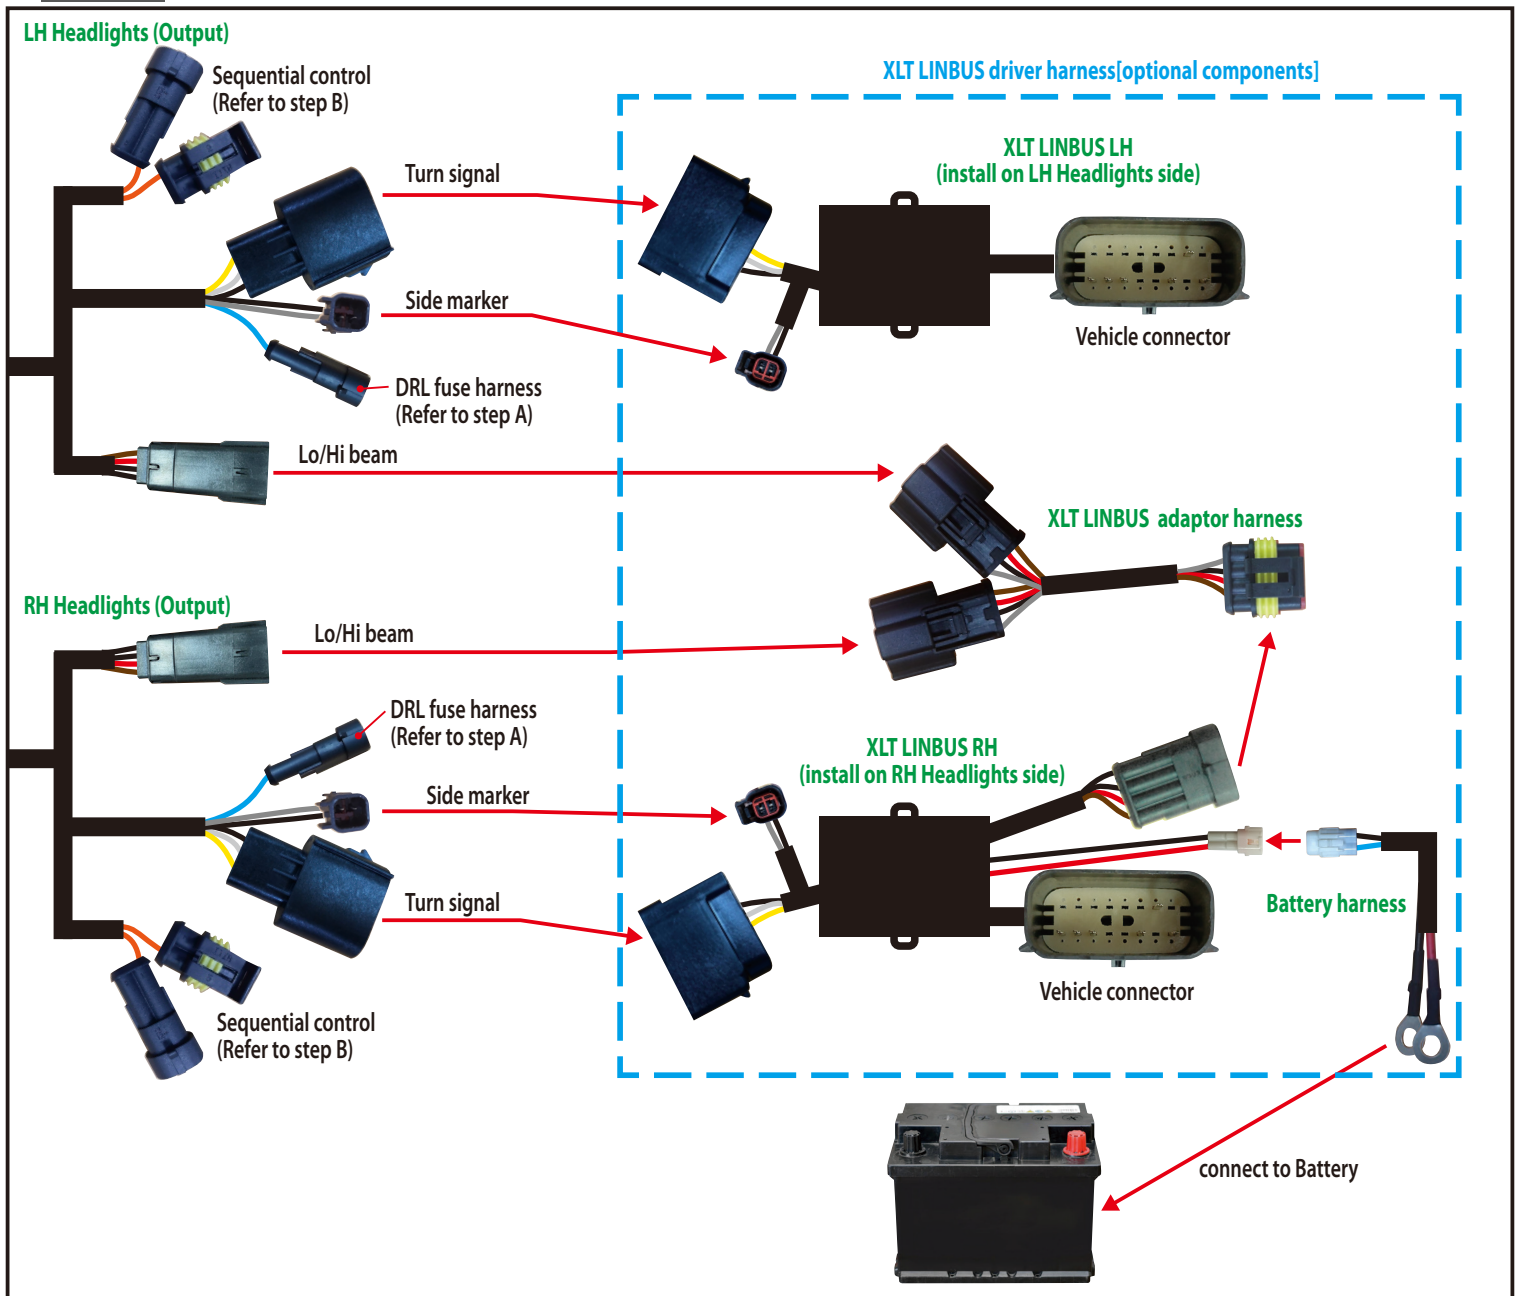 LH Headlights (Output)
Sequential control
(Refer to step B)
XLT LINBUS driver harness[optional components]
XLT LINBUS LH
(install on LH Headlights side)
Turn signal
Side marker
Vehicle connector
DRL fuse harness
(Refer to step A)
Lo/Hi beam
XLT LINBUS adaptor harness
RH Headlights (Output)
Lo/Hi beam
DRL fuse harness
(Refer to step A)
XLT LINBUS RH
(install on RH Headlights side)
Side marker
Turn signal
Battery harness
Vehicle connector
Sequential control
(Refer to step B)
connect to Battery